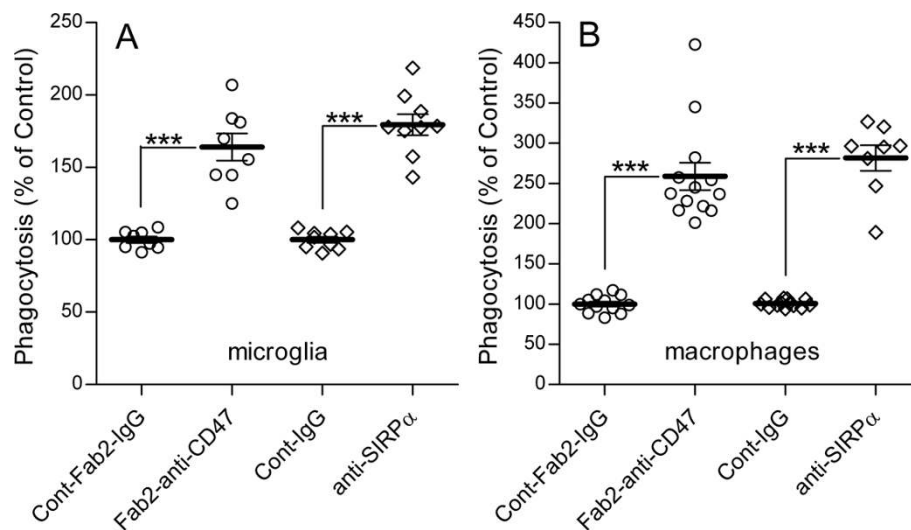 A
Phagocytosis (% of Control)
250
200
150
100
50
0
***
***
microglia
Cont-Fab2-IgG
Fab2-anti-CD47
Cont-IgG
anti-SIRPα
B
Phagocytosis (% of Control)
450
400
350
300
250
200
150
100
50
0
***
***
macrophages
Cont-Fab2-IgG
Fab2-anti-CD47
Cont-IgG
anti-SIRPα